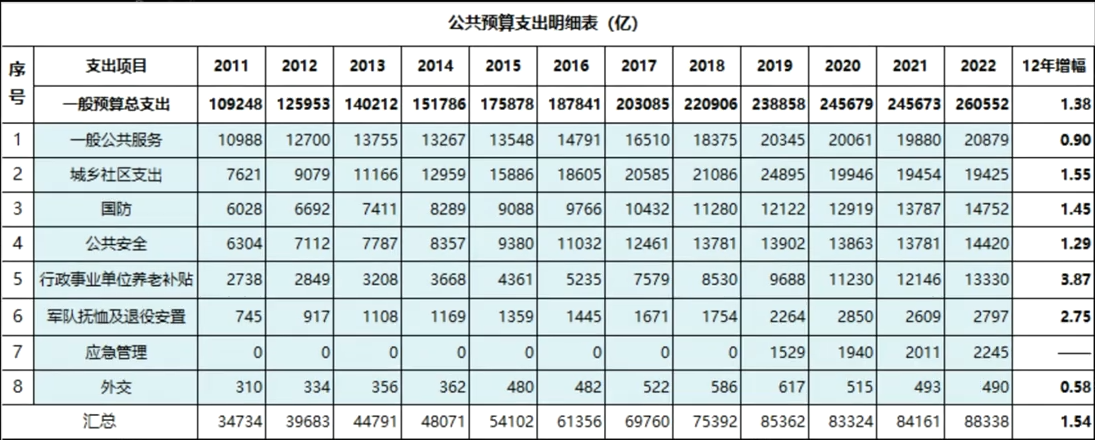 公共预算支出明细表（亿）
序号 支出项目 2011 2012 2013 2014 2015 2016 2017 2018 2019 2020 2021 2022 12年增幅
一般预算总支出 109248 125953 140212 151786 175878 187841 203085 220906 238858 245679 245673 260552 1.38
1 一般公共服务 10988 12700 13755 13267 13548 14791 16510 18375 20345 20061 19880 20879 0.90
2 城乡社区支出 7621 9079 11166 12959 15886 18605 20585 21086 24895 19946 19454 19425 1.55
3 国防 6028 6692 7411 8289 9088 9766 10432 11280 12122 12919 13787 14752 1.45
4 公共安全 6304 7112 7787 8357 9380 11032 12461 13781 13902 13863 13781 14420 1.29
5 行政事业单位养老补贴 2738 2849 3208 3668 4361 5235 7579 8530 9688 11230 12146 13330 3.87
6 军队抚恤及退役安置 745 917 1108 1169 1359 1445 1671 1754 2264 2850 2609 2797 2.75
7 应急管理 0 0 0 0 0 0 0 0 1529 1940 2011 2245 ——
8 外交 310 334 356 362 480 482 522 586 617 515 493 490 0.58
汇总 34734 39683 44791 48071 54102 61356 69760 75392 85362 83324 84161 88338 1.54